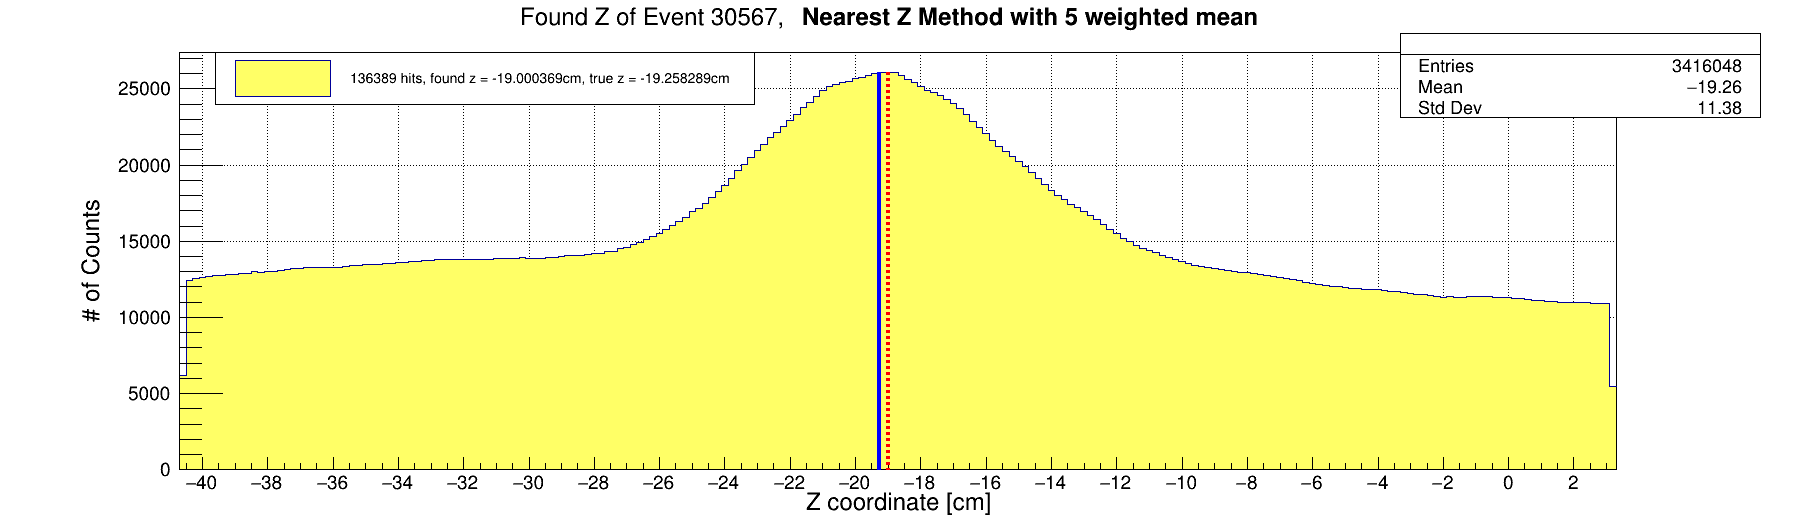 Found Z of Event 30567, Nearest Z Method with 5 weighted mean
136389 hits, found z = -19.000369cm, true z = -19.258289cm
Entries 3416048
Mean −19.26
Std Dev 11.38
# of Counts
25000
20000
15000
10000
5000
0
−40 −38 −36 −34 −32 −30 −28 −26 −24 −22 −20 −18 −16 −14 −12 −10 −8 −6 −4 −2 0 2
Z coordinate [cm]